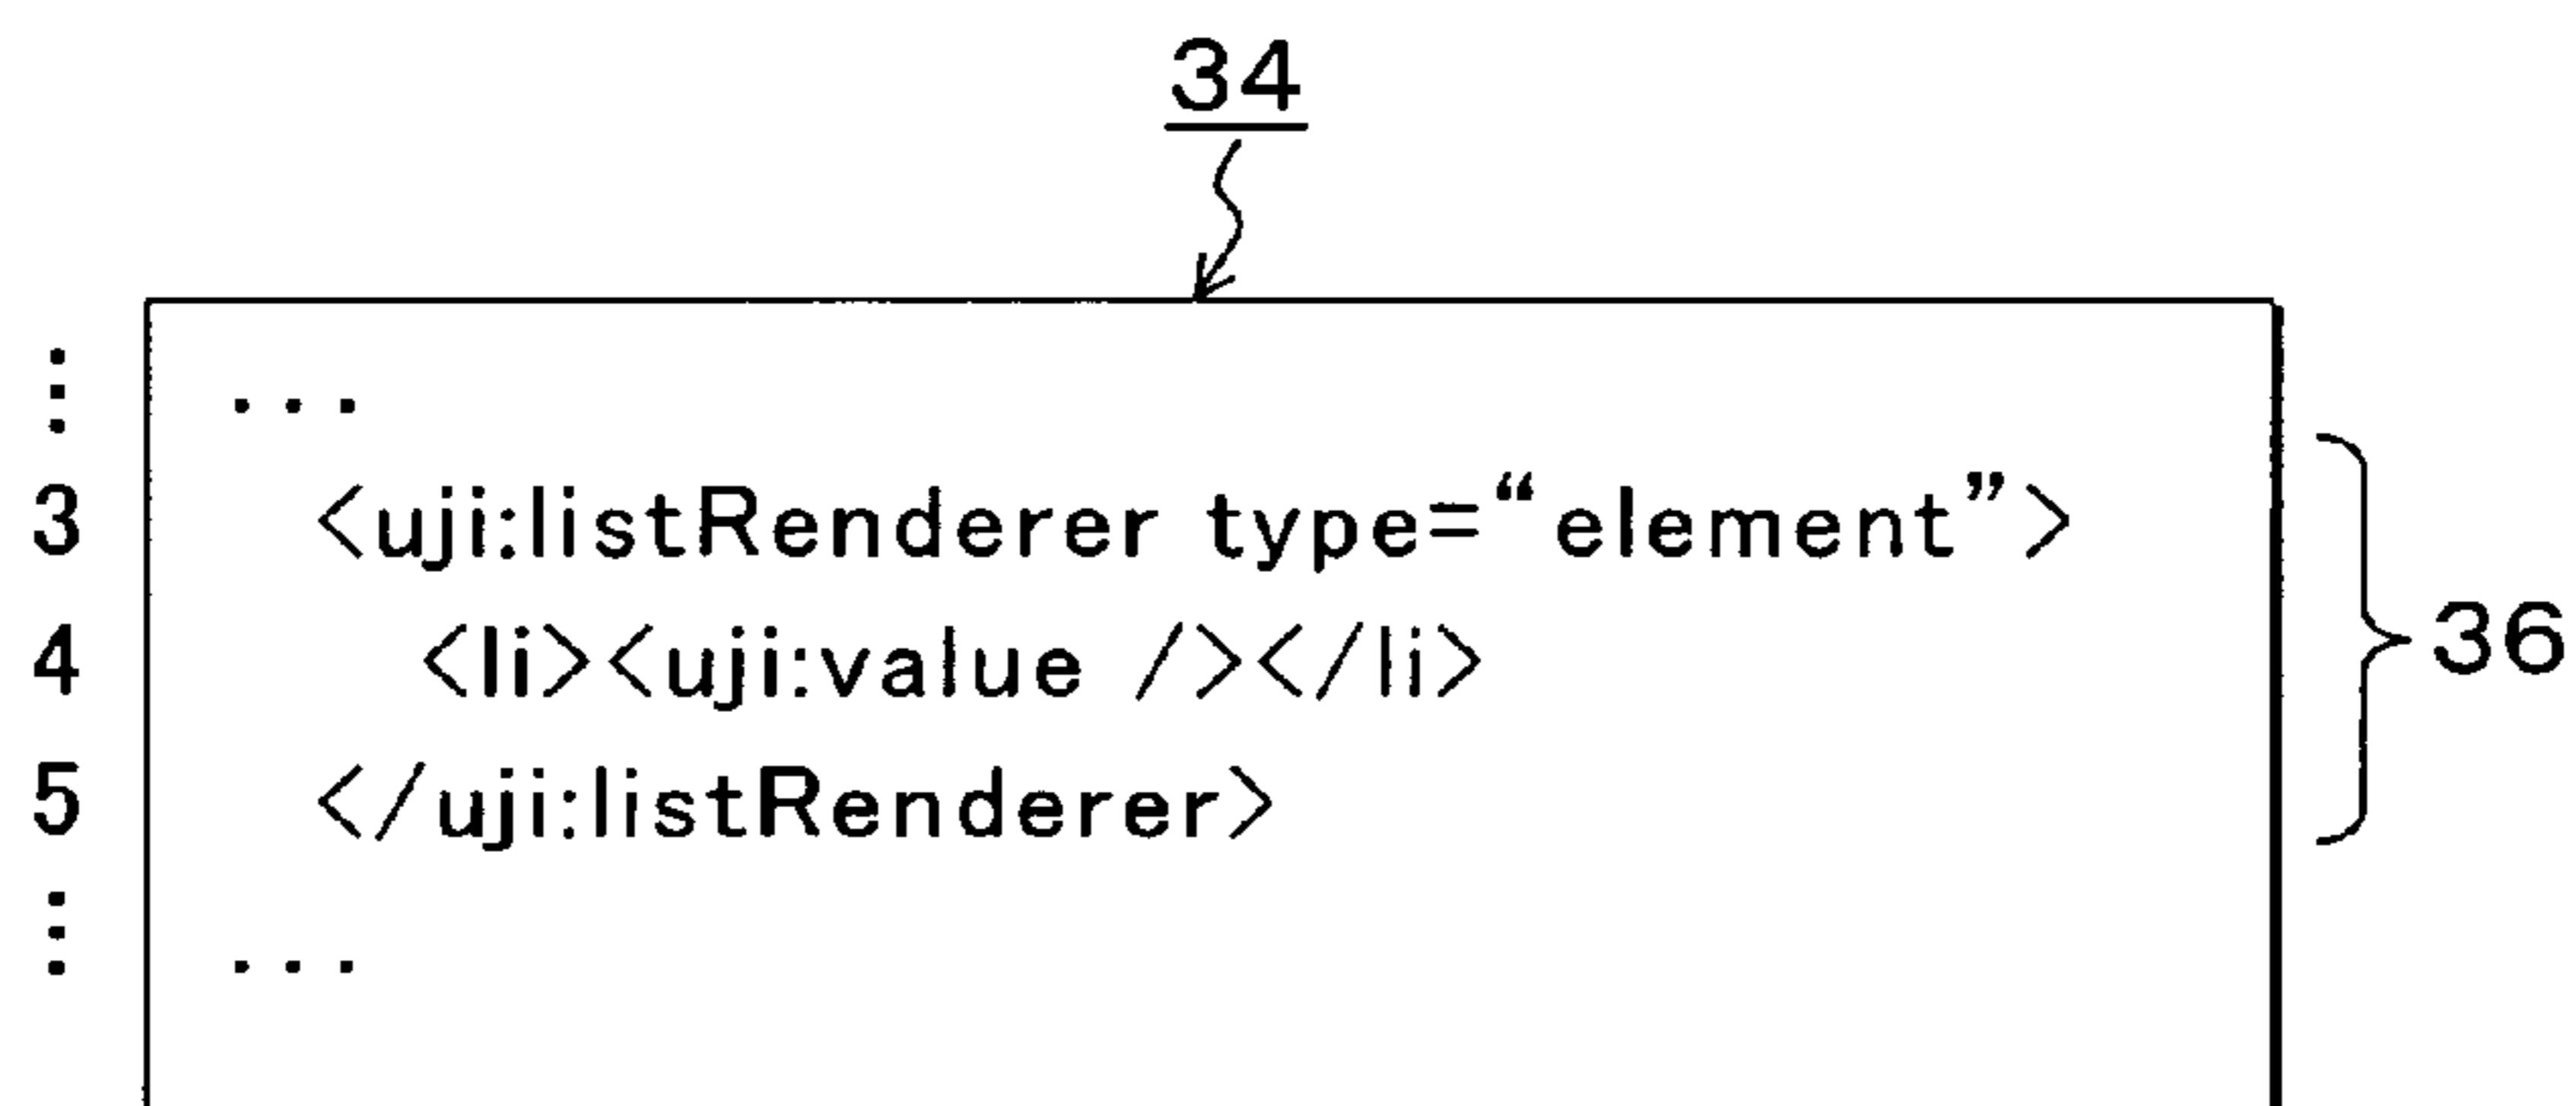 34
⋮ ...
3 <uji:listRenderer type=“element”>
4 <li><uji:value /></li> 36
5 </uji:listRenderer>
⋮ ...